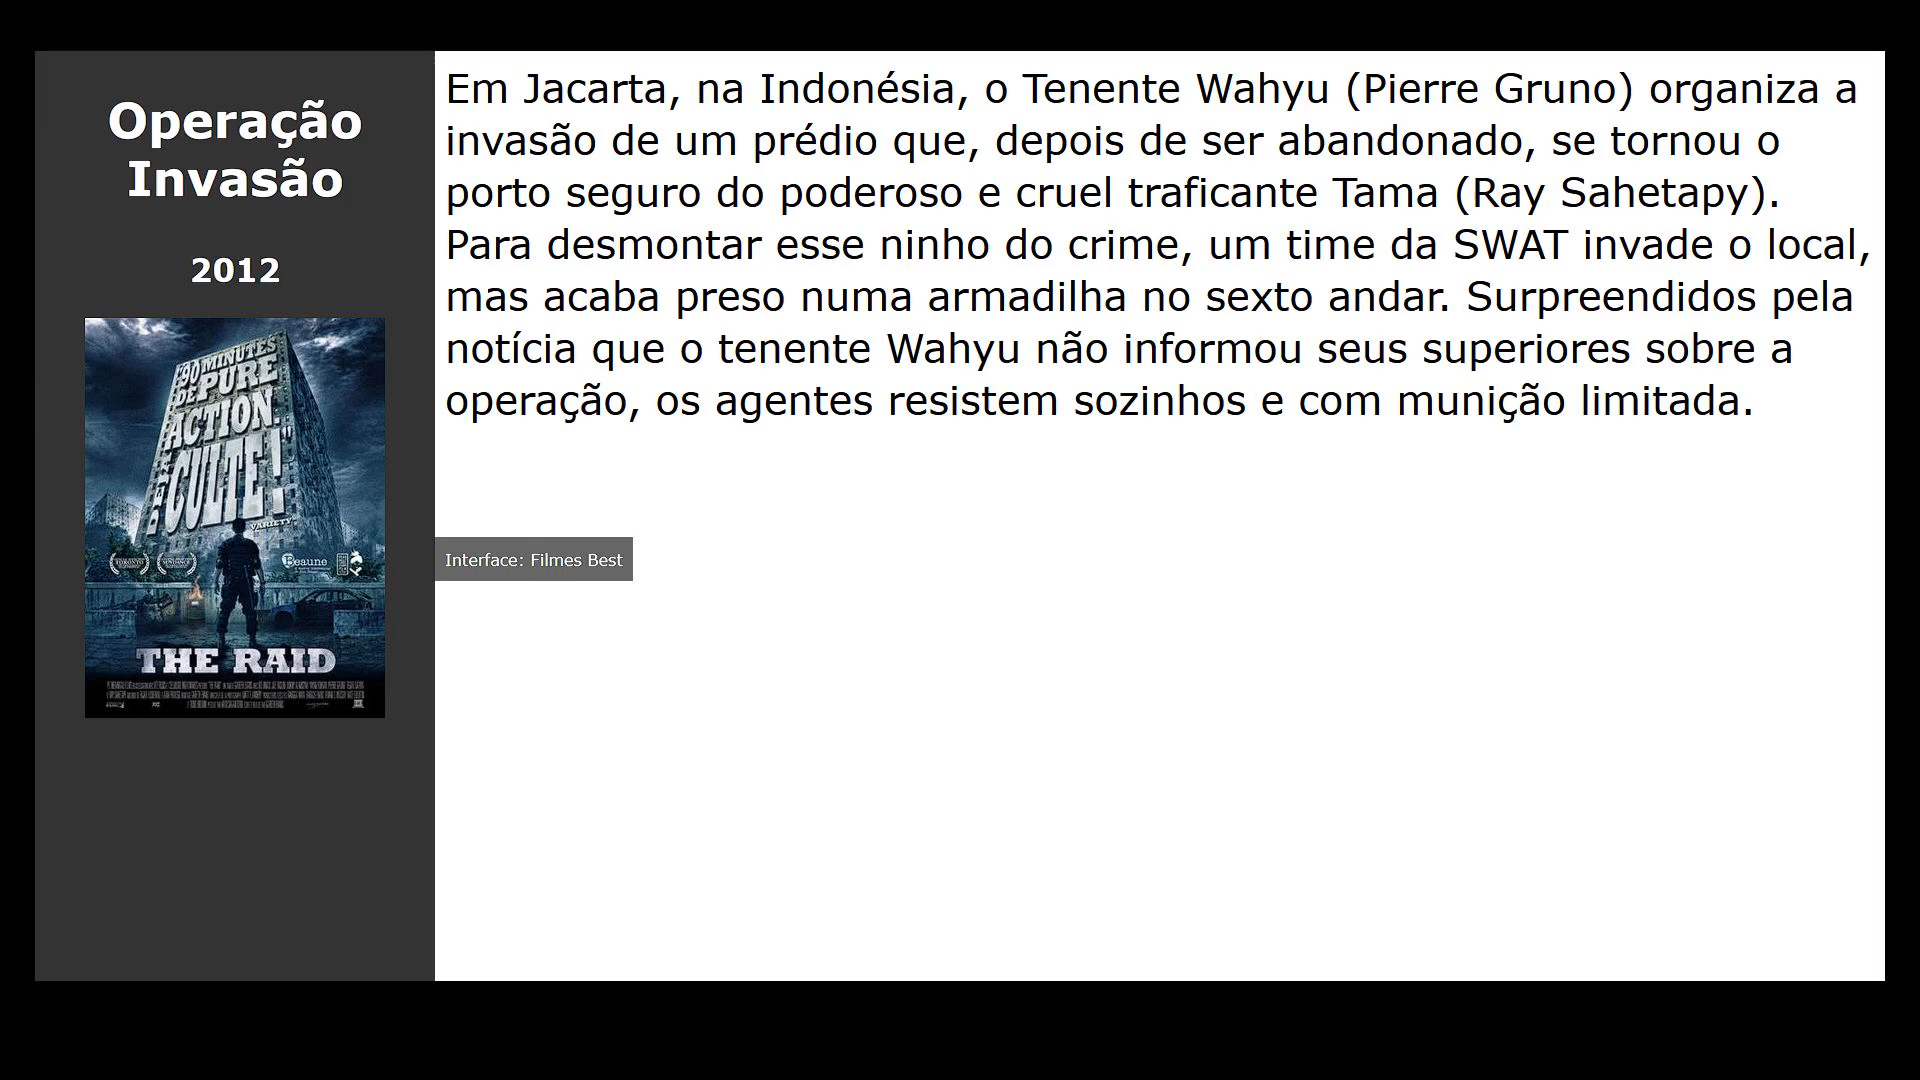 Operação
Invasão
2012
"90 MINUTES
DE PURE
ACTION.
DÉJÀ
CULTE!"
VARIETY
TORONTO
SUNDANCE
Beaune
THE RAID
Em Jacarta, na Indonésia, o Tenente Wahyu (Pierre Gruno) organiza a
invasão de um prédio que, depois de ser abandonado, se tornou o
porto seguro do poderoso e cruel traficante Tama (Ray Sahetapy).
Para desmontar esse ninho do crime, um time da SWAT invade o local,
mas acaba preso numa armadilha no sexto andar. Surpreendidos pela
notícia que o tenente Wahyu não informou seus superiores sobre a
operação, os agentes resistem sozinhos e com munição limitada.
Interface: Filmes Best